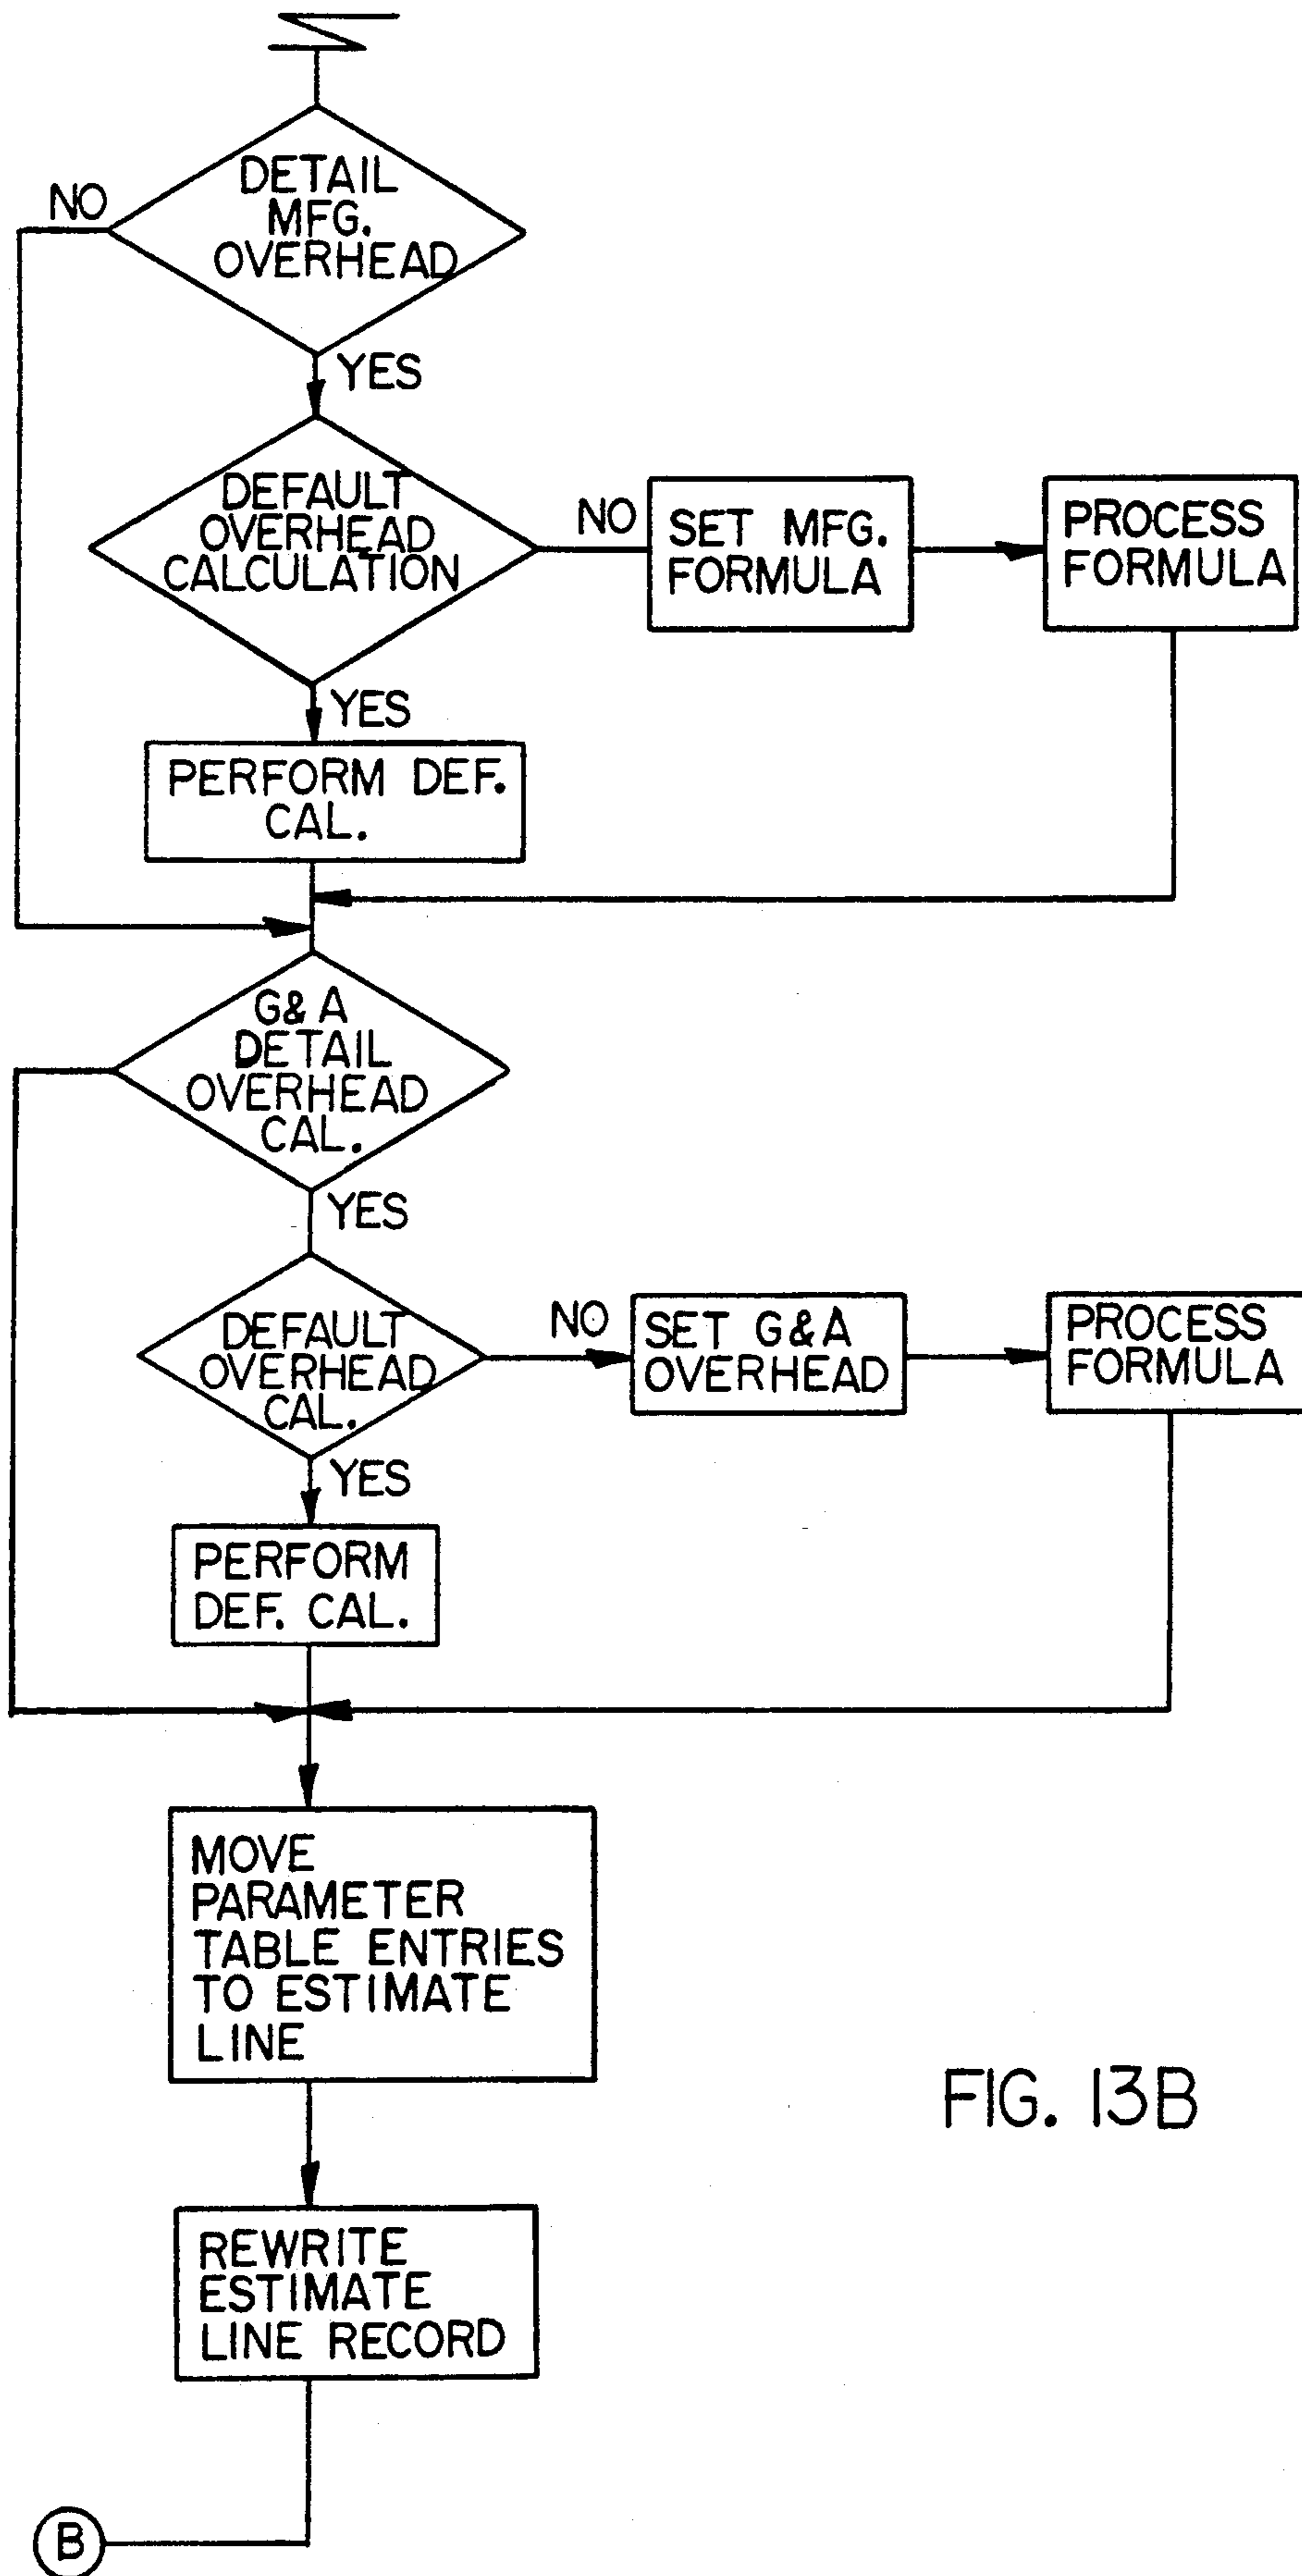 DETAIL
MFG.
OVERHEAD
NO
YES
DEFAULT
OVERHEAD
CALCULATION
NO
SET MFG.
FORMULA
PROCESS
FORMULA
YES
PERFORM DEF.
CAL.
G&A
DETAIL
OVERHEAD
CAL.
YES
DEFAULT
OVERHEAD
CAL.
NO
SET G&A
OVERHEAD
PROCESS
FORMULA
YES
PERFORM
DEF. CAL.
MOVE
PARAMETER
TABLE ENTRIES
TO ESTIMATE
LINE
FIG. 13B
REWRITE
ESTIMATE
LINE RECORD
B